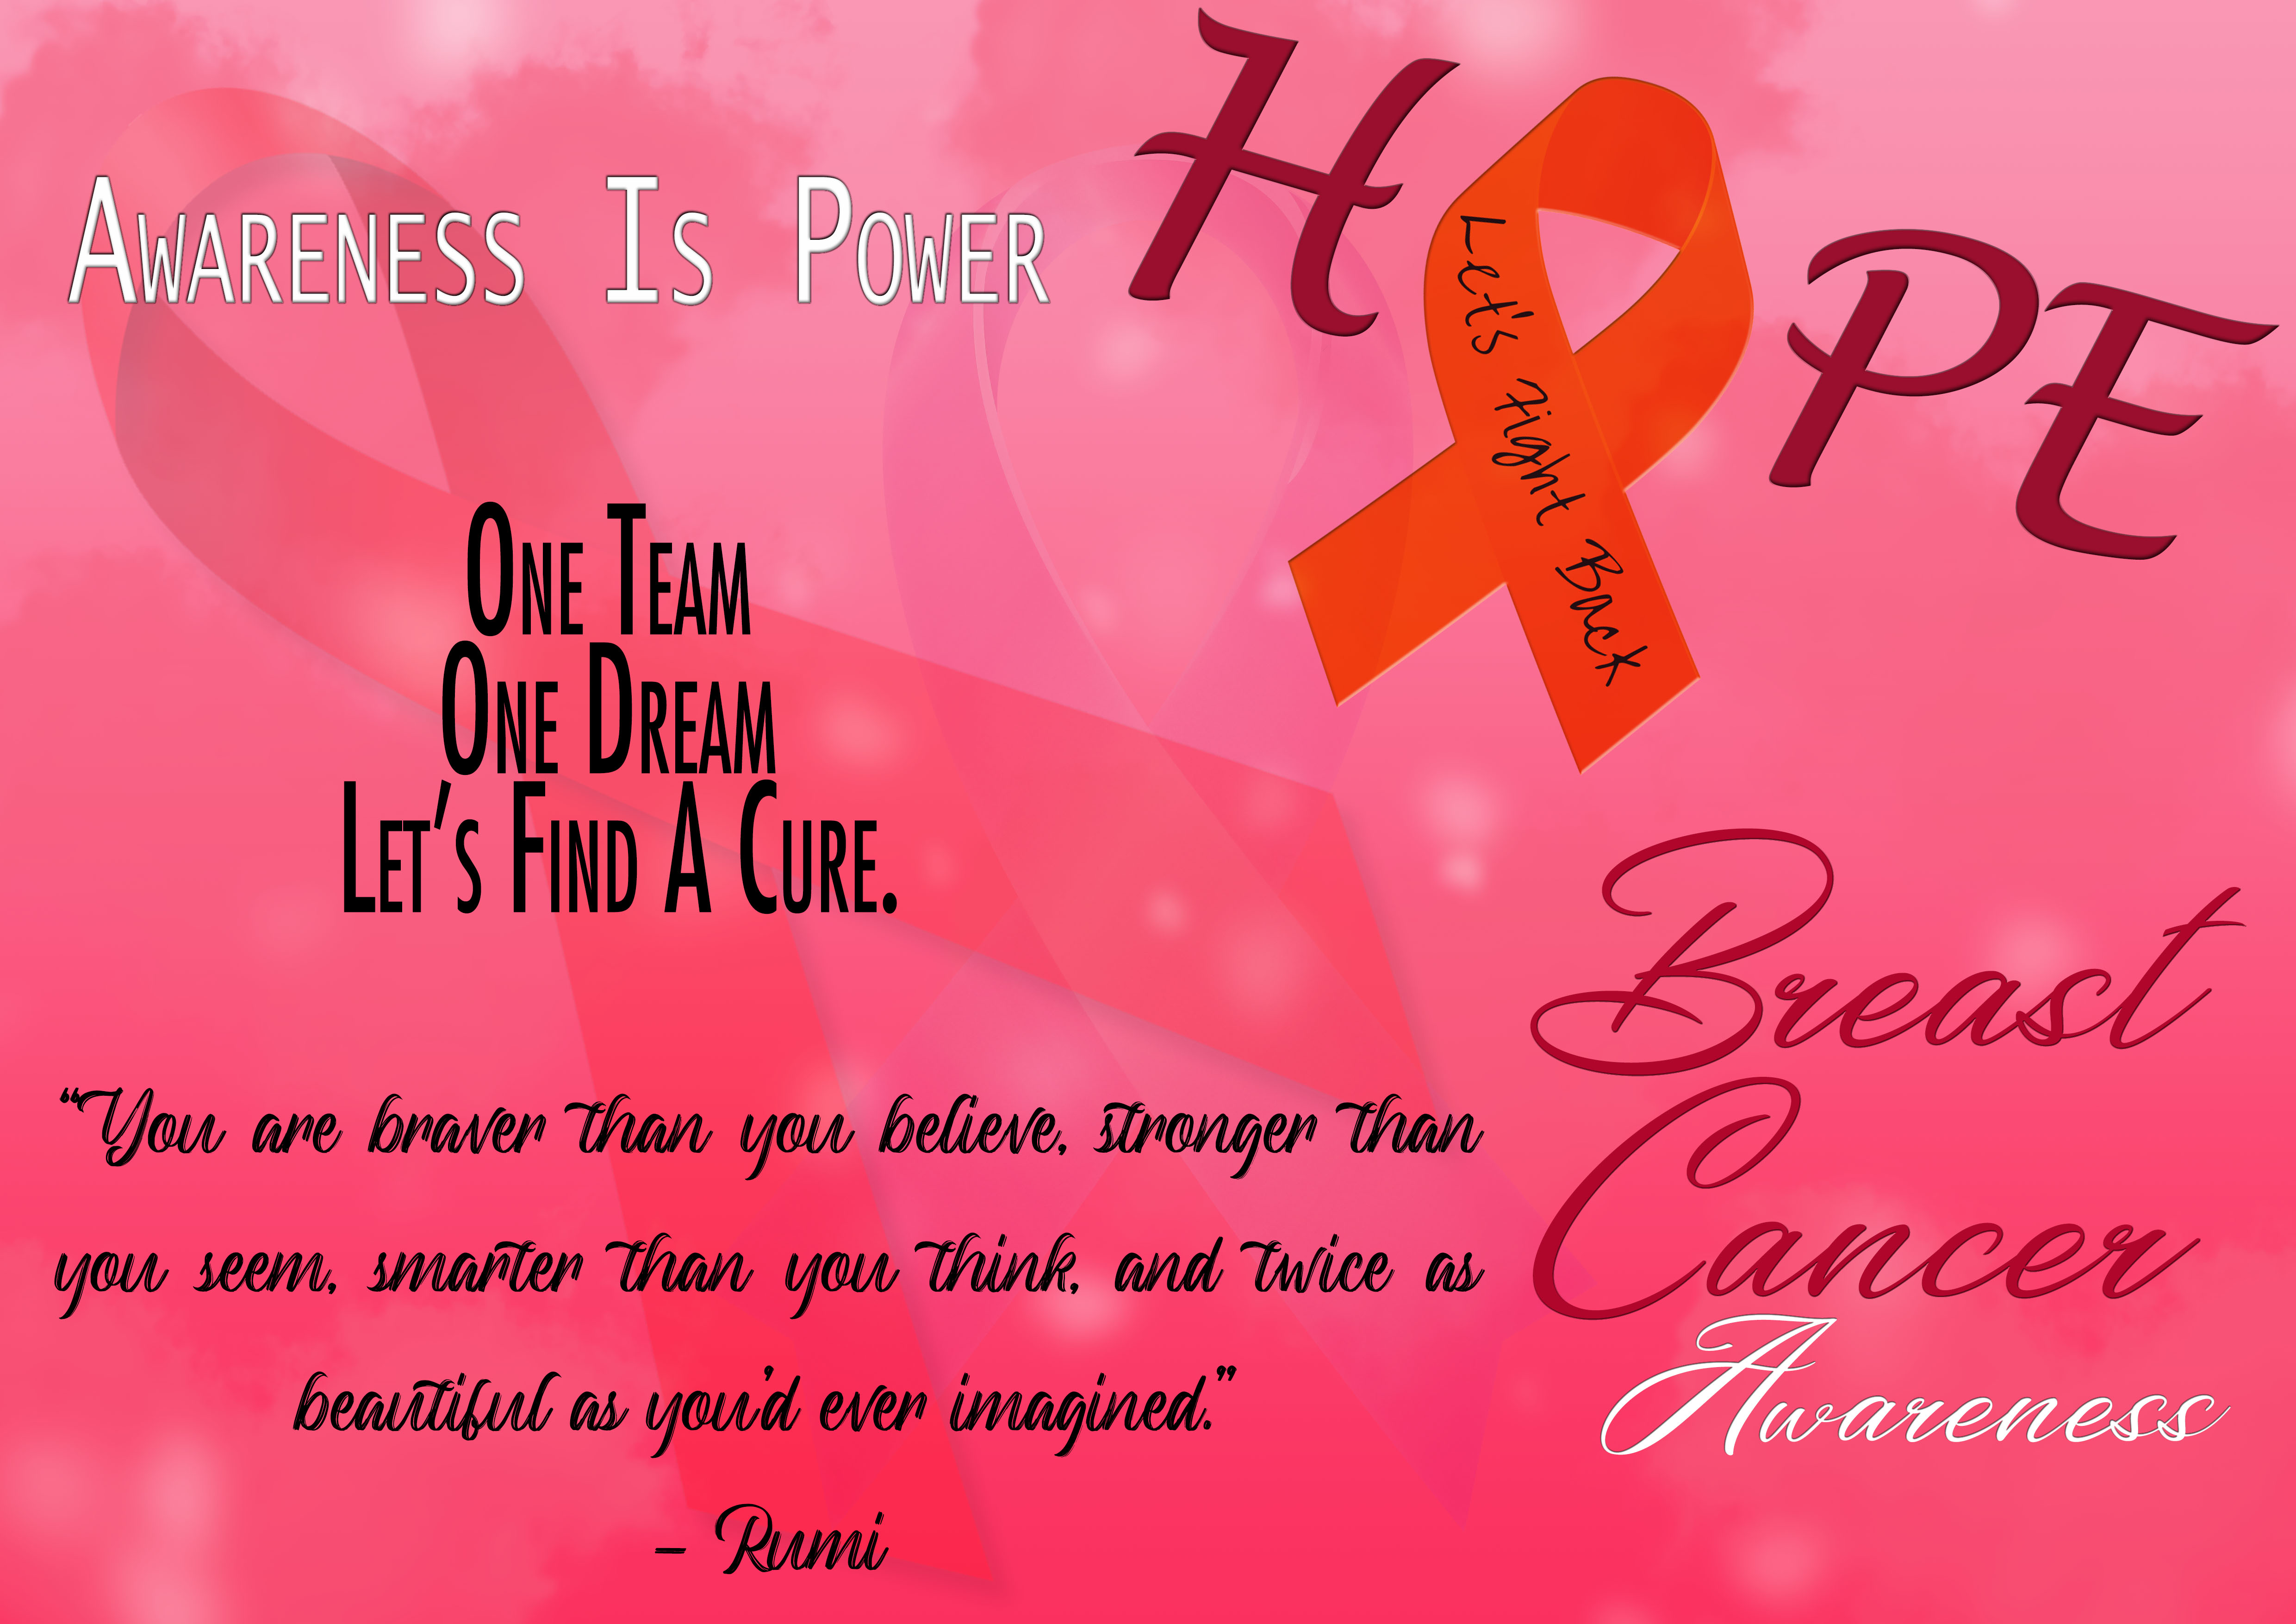 Awareness Is Power
HOPE
Let's Fight Back
One Team
One Dream
Let's Find A Cure.
Breast
Cancer
Awareness
“You are braver than you believe, stronger than
you seem, smarter than you think, and twice as
beautiful as you'd ever imagined.”
– Rumi